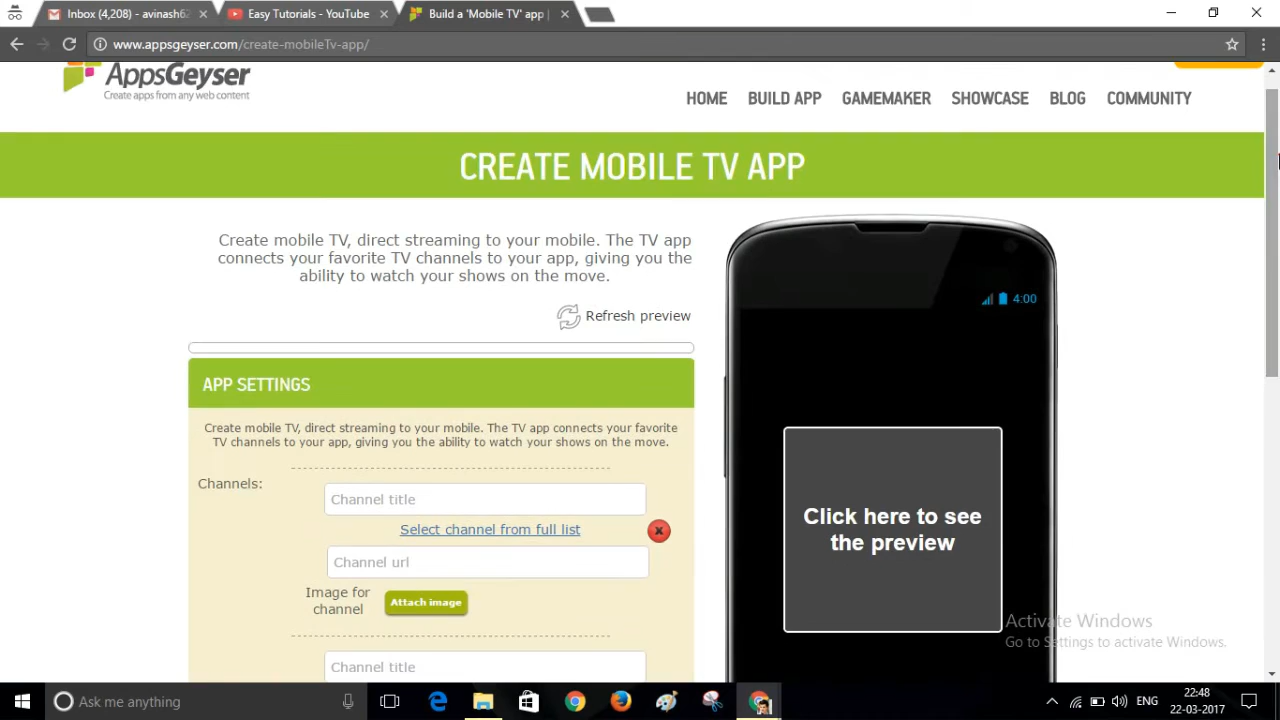 Inbox (4,208) - avinash62
Easy Tutorials - YouTube
Build a 'Mobile TV' app |
www.appsgeyser.com/create-mobileTv-app/
AppsGeyser
Create apps from any web content
HOME
BUILD APP
GAMEMAKER
SHOWCASE
BLOG
COMMUNITY
CREATE MOBILE TV APP
Create mobile TV, direct streaming to your mobile. The TV app
connects your favorite TV channels to your app, giving you the
ability to watch your shows on the move.
Refresh preview
4:00
APP SETTINGS
Create mobile TV, direct streaming to your mobile. The TV app connects your favorite
TV channels to your app, giving you the ability to watch your shows on the move.
Channels:
Channel title
Select channel from full list
Channel url
Image for
channel
Attach image
Channel title
Click here to see
the preview
Activate Windows
Go to Settings to activate Windows.
Ask me anything
ENG
22:48
22-03-2017